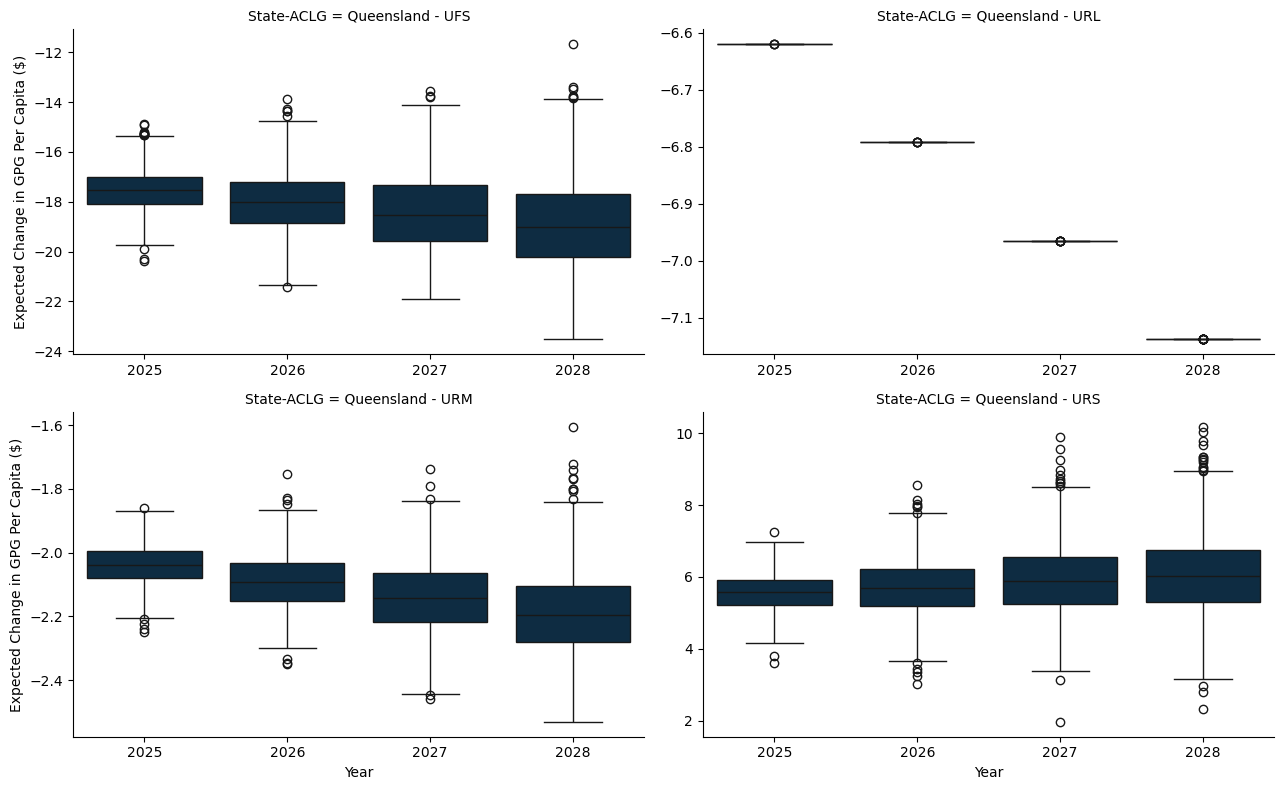 State-ACLG = Queensland - UFS
Expected Change in GPG Per Capita ($)
−12
−14
−16
−18
−20
−22
−24
2025 2026 2027 2028
State-ACLG = Queensland - URL
−6.6
−6.7
−6.8
−6.9
−7.0
−7.1
2025 2026 2027 2028
State-ACLG = Queensland - URM
Expected Change in GPG Per Capita ($)
−1.6
−1.8
−2.0
−2.2
−2.4
2025 2026 2027 2028
Year
State-ACLG = Queensland - URS
10
8
6
4
2
2025 2026 2027 2028
Year